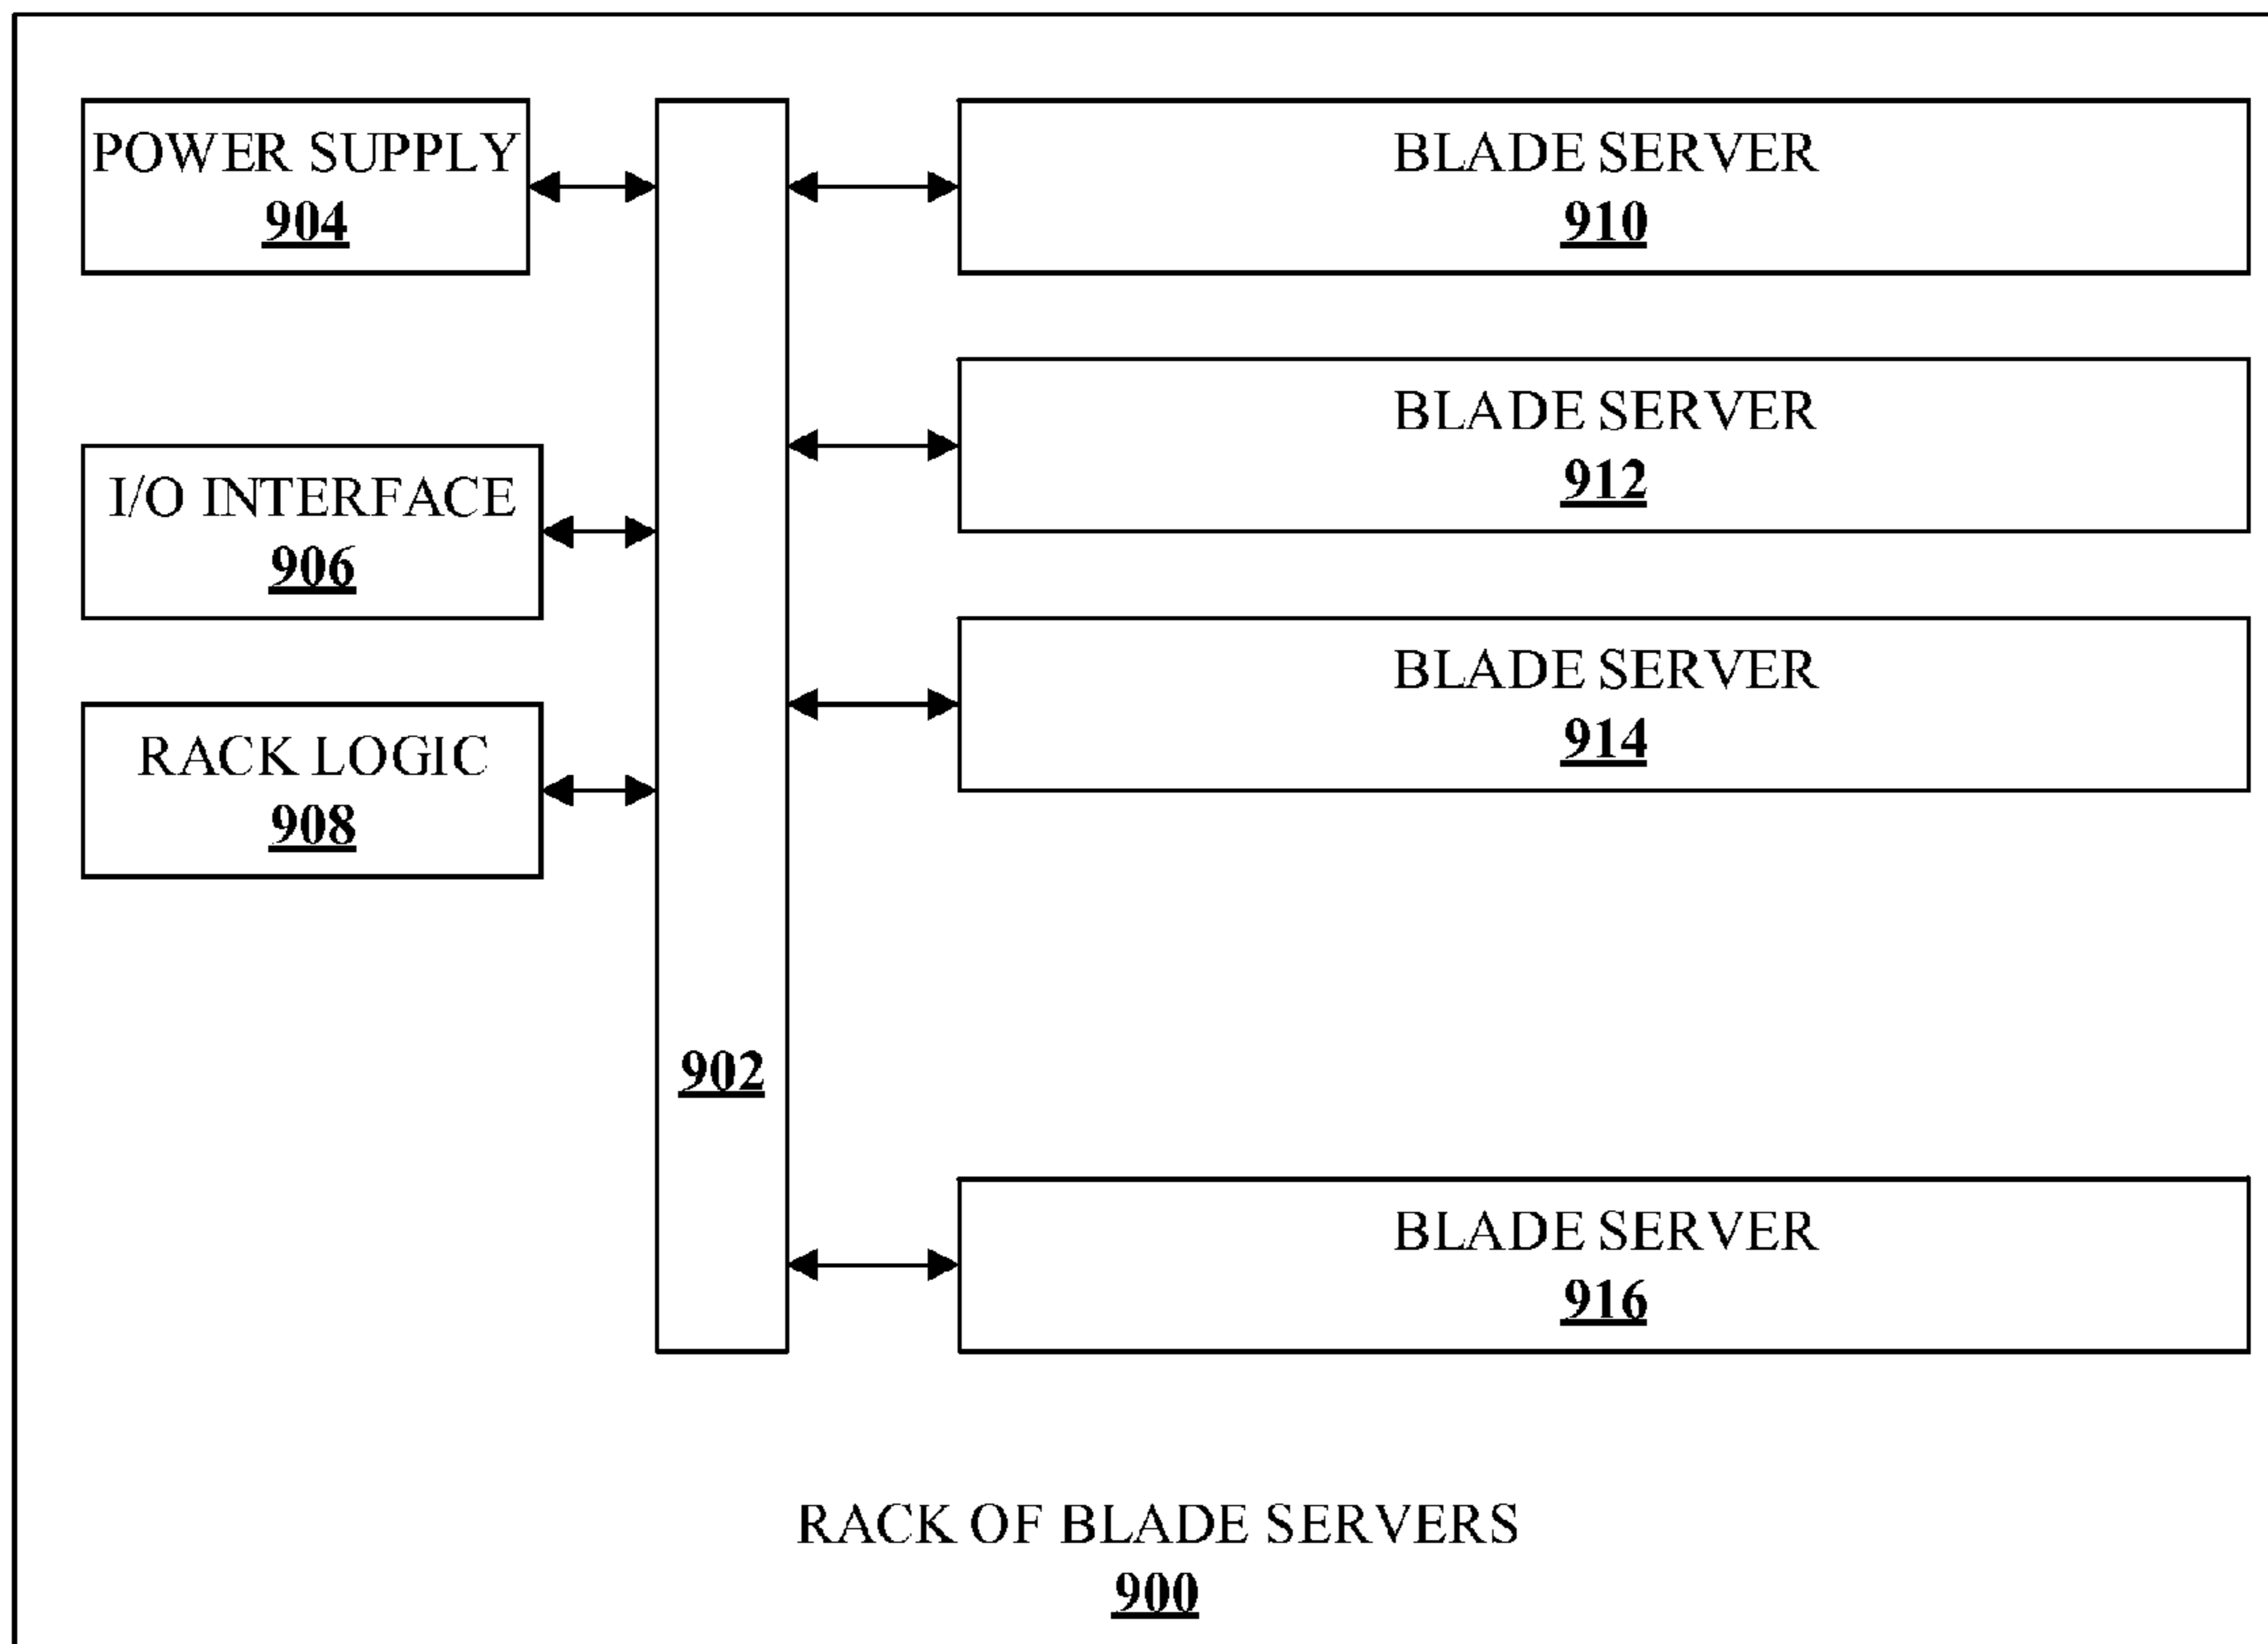 POWER SUPPLY
904
I/O INTERFACE
906
RACK LOGIC
908
902
BLADE SERVER
910
BLADE SERVER
912
BLADE SERVER
914
BLADE SERVER
916
RACK OF BLADE SERVERS
900